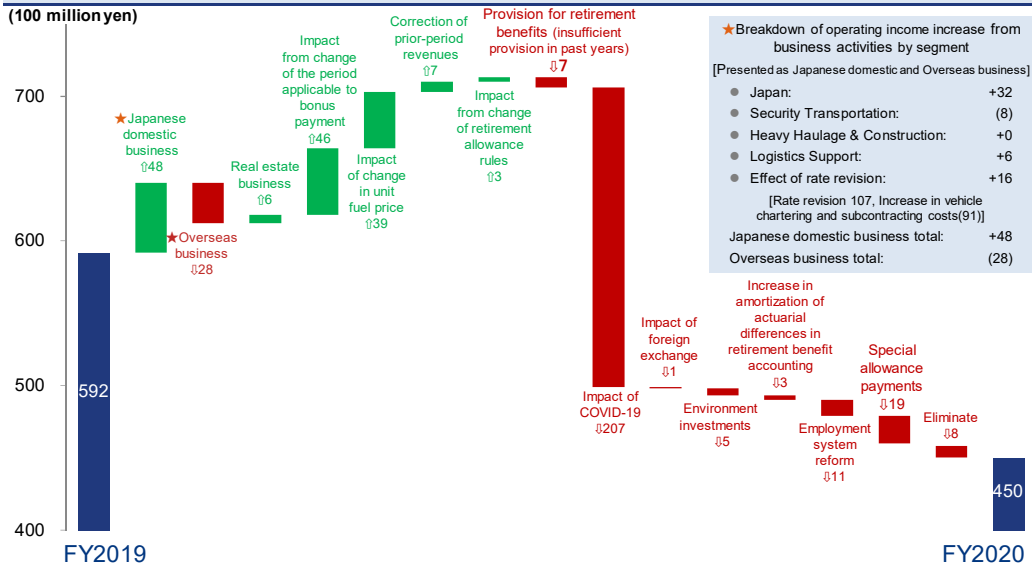 (100 million yen)
700
600
500
400
592
FY2019
★Japanese
domestic
business
⇧48
★Overseas
business
⇩28
Real estate
business
⇧6
Impact
from change
of the period
applicable to
bonus
payment
⇧46
Impact
of change
in unit
fuel price
⇧39
Correction of
prior-period
revenues
⇧7
Impact
from change
of retirement
allowance
rules
⇧3
Provision for retirement
benefits (insufficient
provision in past years)
⇩7
Impact of
COVID-19
⇩207
Impact of
foreign
exchange
⇩1
Environment
investments
⇩5
Increase in
amortization of
actuarial
differences in
retirement benefit
accounting
⇩3
Employment
system
reform
⇩11
Special
allowance
payments
⇩19
Eliminate
⇩8
450
FY2020
★Breakdown of operating income increase from
business activities by segment
[Presented as Japanese domestic and Overseas business]
● Japan: +32
● Security Transportation: (8)
● Heavy Haulage & Construction: +0
● Logistics Support: +6
● Effect of rate revision: +16
[Rate revision 107, Increase in vehicle
chartering and subcontracting costs(91)]
Japanese domestic business total: +48
Overseas business total: (28)